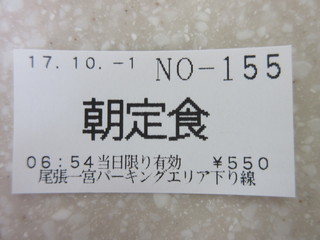 17.10.-1 NO-155
朝定食
06:54当日限り有効 ¥550
尾張一宮パーキングエリア下り線